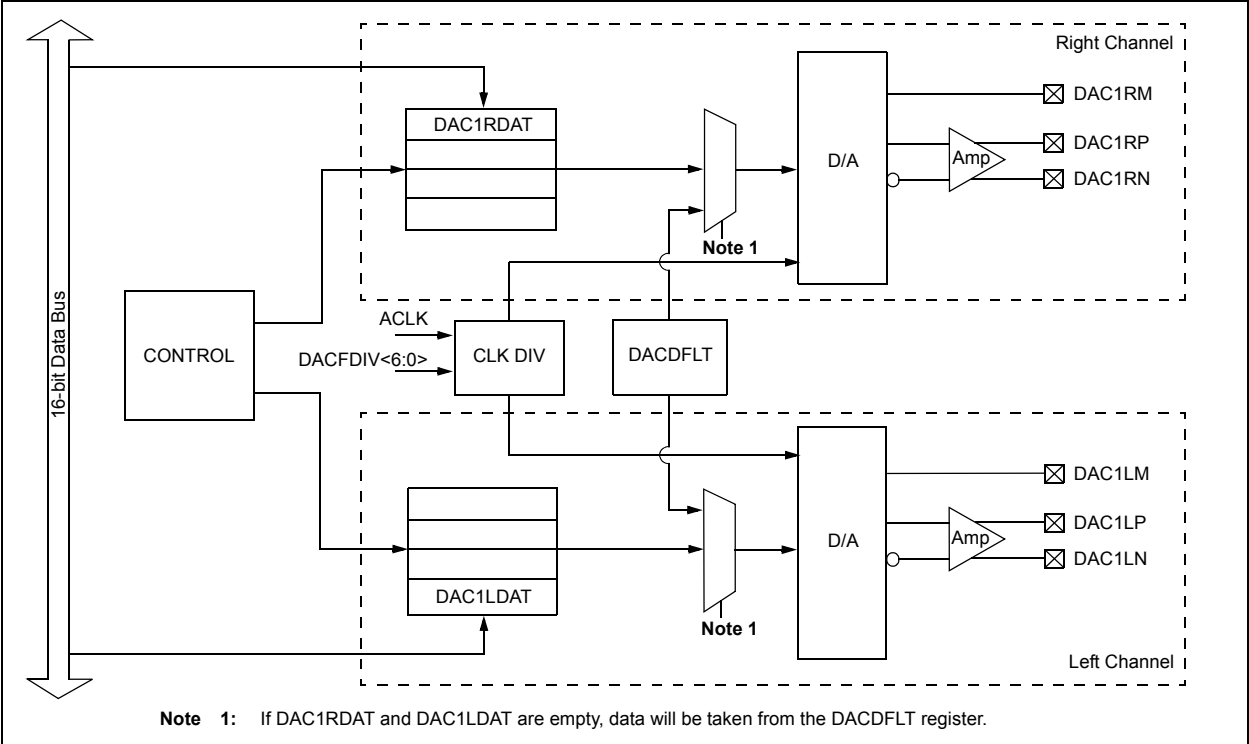 Right Channel
DAC1RM
DAC1RDAT
DAC1RP
D/A
Amp
DAC1RN
Note 1
16-bit Data Bus
ACLK
CONTROL
CLK DIV
DACDFLT
DACFDIV<6:0>
DAC1LM
DAC1LP
D/A
Amp
DAC1LN
DAC1LDAT
Note 1
Left Channel
Note 1: If DAC1RDAT and DAC1LDAT are empty, data will be taken from the DACDFLT register.